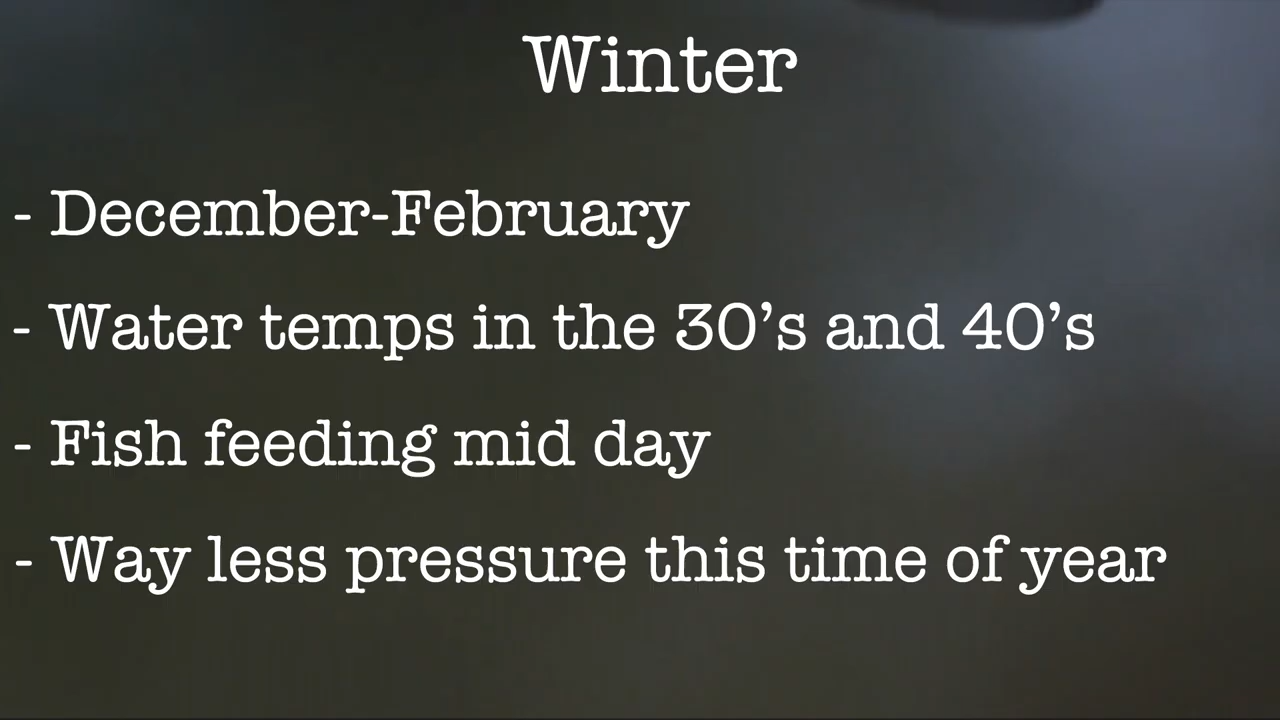 Winter
- December-February
- Water temps in the 30’s and 40’s
- Fish feeding mid day
- Way less pressure this time of year